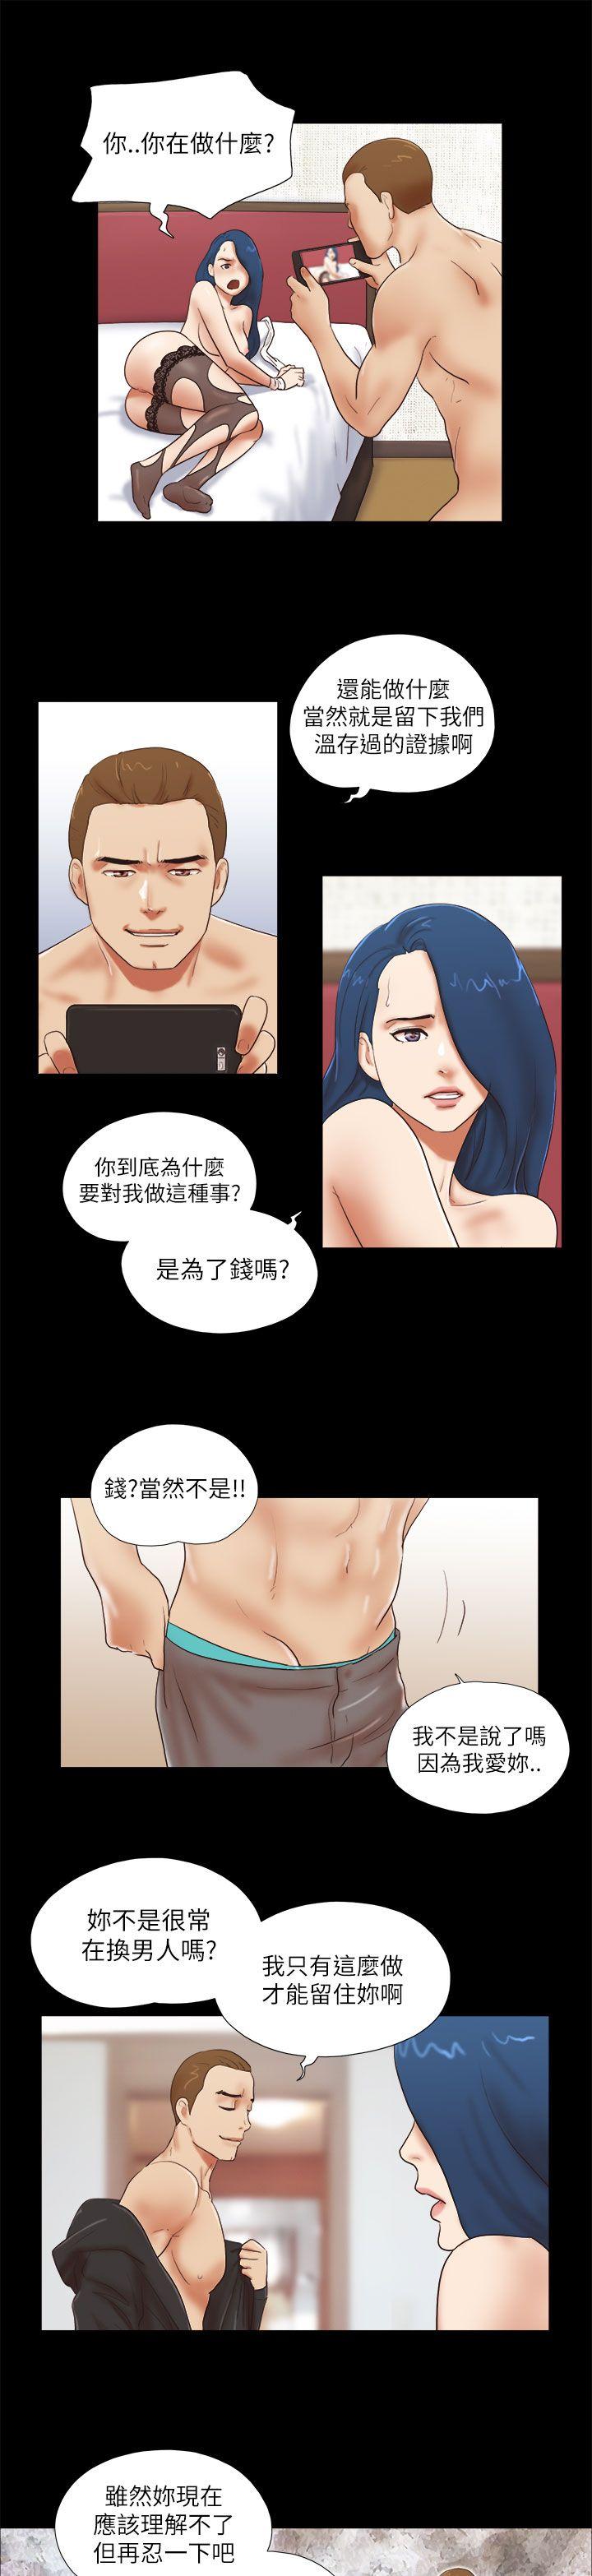 你..你在做什麼?
還能做什麼
當然就是留下我們
溫存過的證據啊
你到底為什麼
要對我做這種事?
是為了錢嗎?
錢?當然不是!!
我不是說了嗎
因為我愛妳..
妳不是很常
在換男人嗎?
我只有這麼做
才能留住妳啊
雖然妳現在
應該理解不了
但再忍一下吧